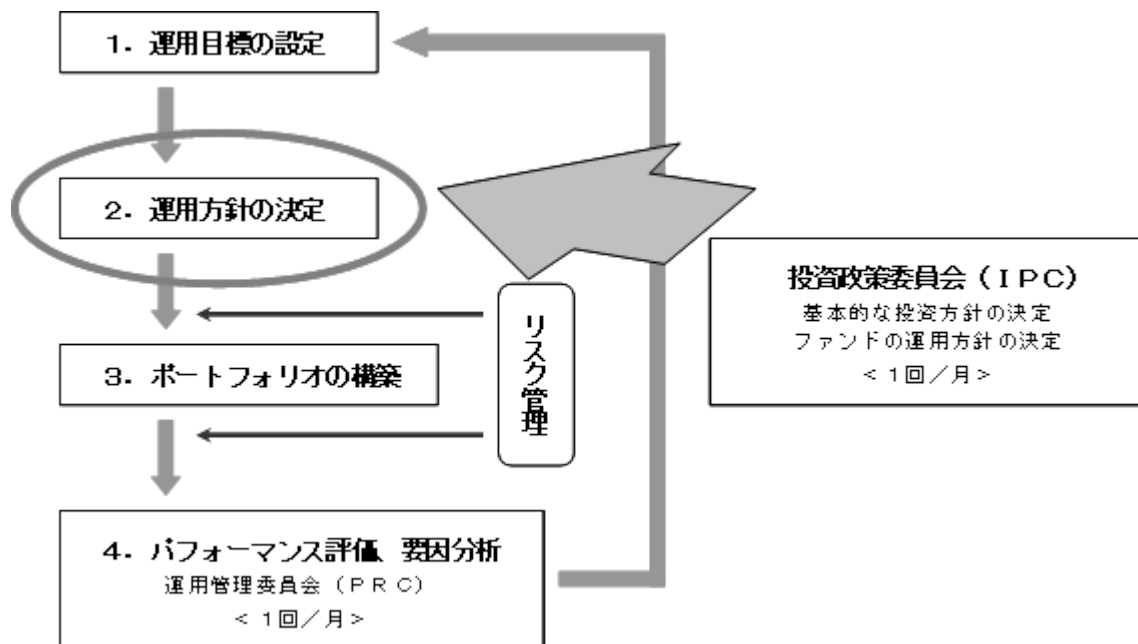 １．運用目標の設定
２．運用方針の決定
投資政策委員会（ＩＰＣ）
基本的な投資方針の決定
ファンドの運用方針の決定
＜１回／月＞
リスク管理
３．ポートフォリオの構築
４．パフォーマンス評価、要因分析
運用管理委員会（ＰＲＣ）
＜１回／月＞